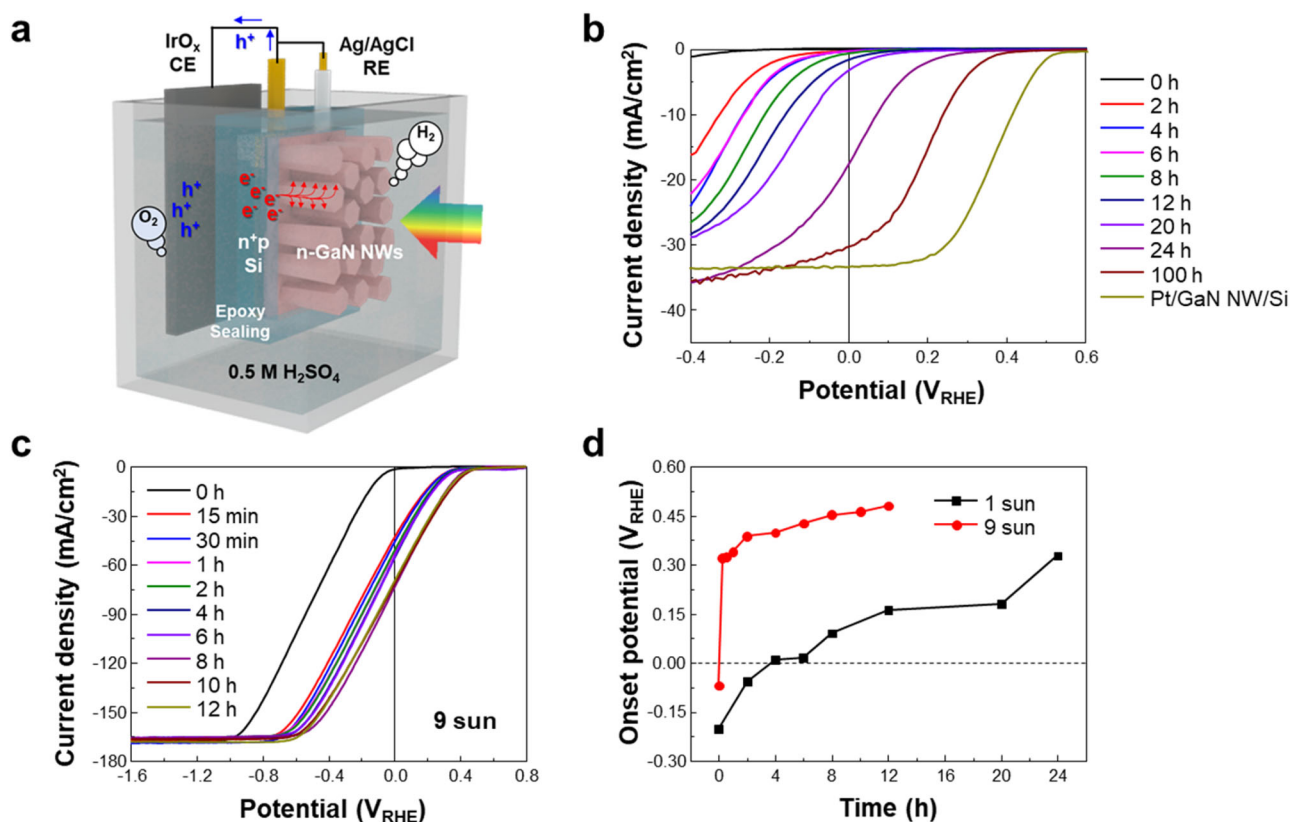 a
IrOₓ
CE
h⁺
Ag/AgCl
RE
H₂
h⁺
h⁺
h⁺
O₂
e⁻
e⁻
e⁻
e⁻
e⁻
n⁺p
Si
n-GaN NWs
Epoxy
Sealing
0.5 M H₂SO₄
b
Current density (mA/cm²)
0
-10
-20
-30
-40
-0.4
-0.2
0.0
0.2
0.4
0.6
Potential (V_RHE)
0 h
2 h
4 h
6 h
8 h
12 h
20 h
24 h
100 h
Pt/GaN NW/Si
c
Current density (mA/cm²)
0
-30
-60
-90
-120
-150
-180
0 h
15 min
30 min
1 h
2 h
4 h
6 h
8 h
10 h
12 h
9 sun
-1.6
-1.2
-0.8
-0.4
0.0
0.4
0.8
Potential (V_RHE)
d
Onset potential (V_RHE)
0.60
0.45
0.30
0.15
0.00
-0.15
-0.30
1 sun
9 sun
0
4
8
12
16
20
24
Time (h)